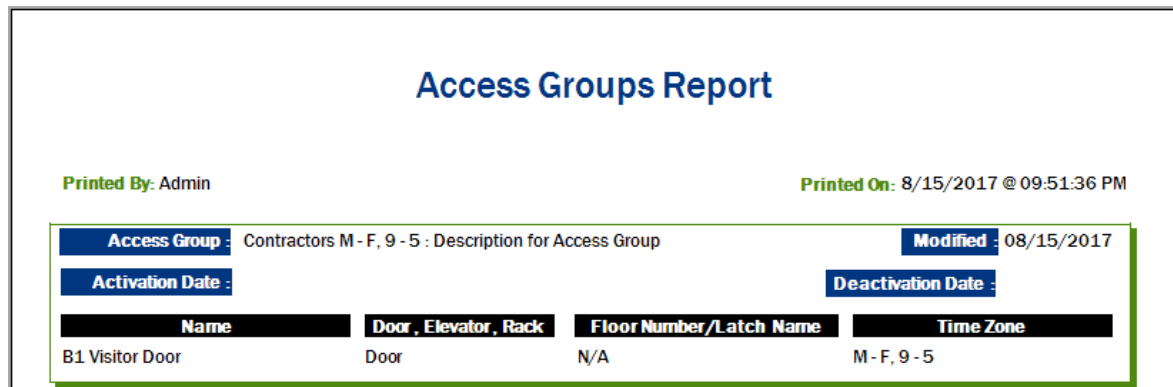 Access Groups Report
Printed By: Admin Printed On: 8/15/2017 @ 09:51:36 PM
Access Group : Contractors M - F, 9 - 5 : Description for Access Group Modified : 08/15/2017
Activation Date : Deactivation Date :
Name Door , Elevator , Rack Floor Number/Latch Name Time Zone
B1 Visitor Door Door N/A M - F, 9 - 5